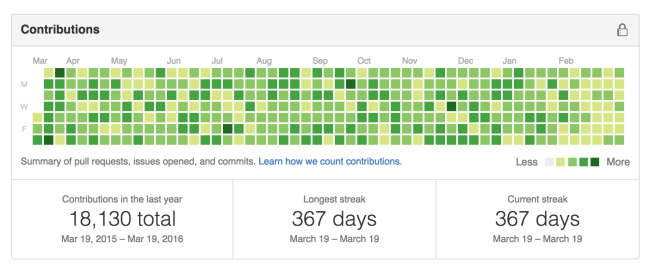 Contributions
Mar Apr May Jun Jul Aug Sep Oct Nov Dec Jan Feb
M
W
F
Summary of pull requests, issues opened, and commits. Learn how we count contributions.
Less More
Contributions in the last year
18,130 total
Mar 19, 2015 – Mar 19, 2016
Longest streak
367 days
March 19 – March 19
Current streak
367 days
March 19 – March 19